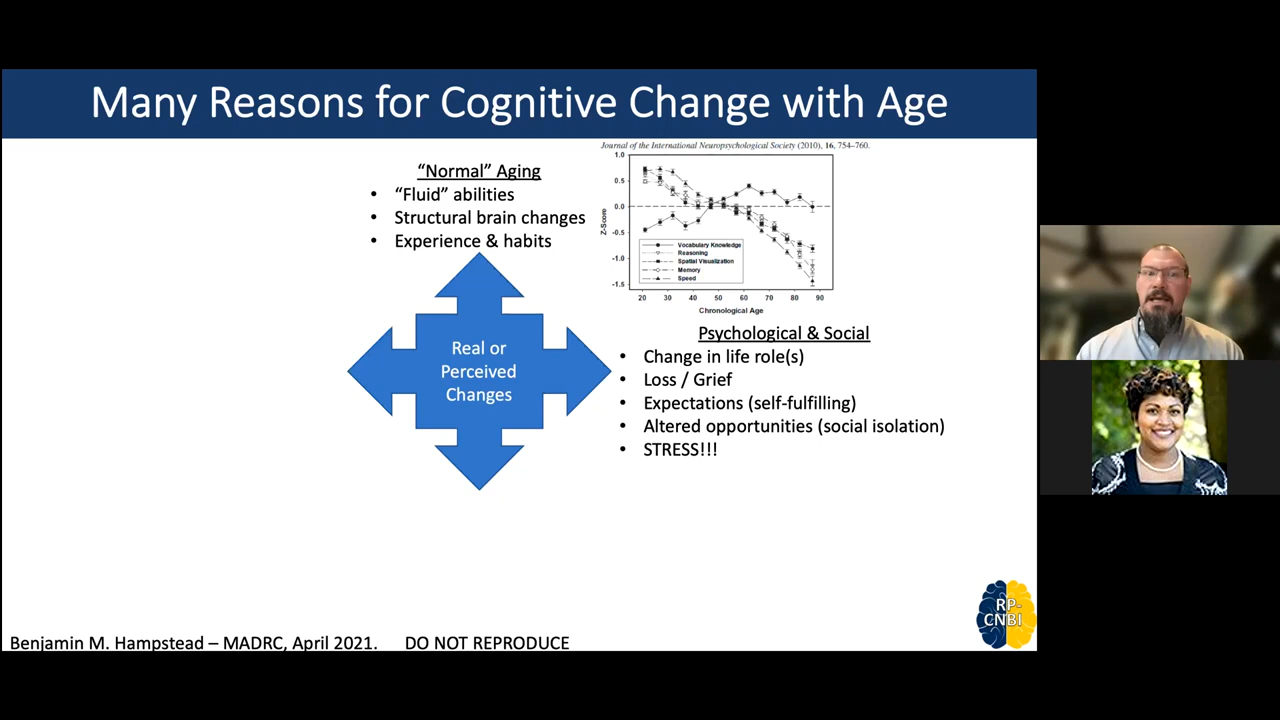 Many Reasons for Cognitive Change with Age
“Normal” Aging
• “Fluid” abilities
• Structural brain changes
• Experience & habits
Journal of the International Neuropsychological Society (2010), 16, 754–760.
1.0
0.5
0.0
-0.5
-1.0
-1.5
Z-Score
Vocabulary Knowledge
Reasoning
Spatial Visualization
Memory
Speed
20 30 40 50 60 70 80 90
Chronological Age
Real or
Perceived
Changes
Psychological & Social
• Change in life role(s)
• Loss / Grief
• Expectations (self-fulfilling)
• Altered opportunities (social isolation)
• STRESS!!!
RP-
CNBI
Benjamin M. Hampstead – MADRC, April 2021. DO NOT REPRODUCE